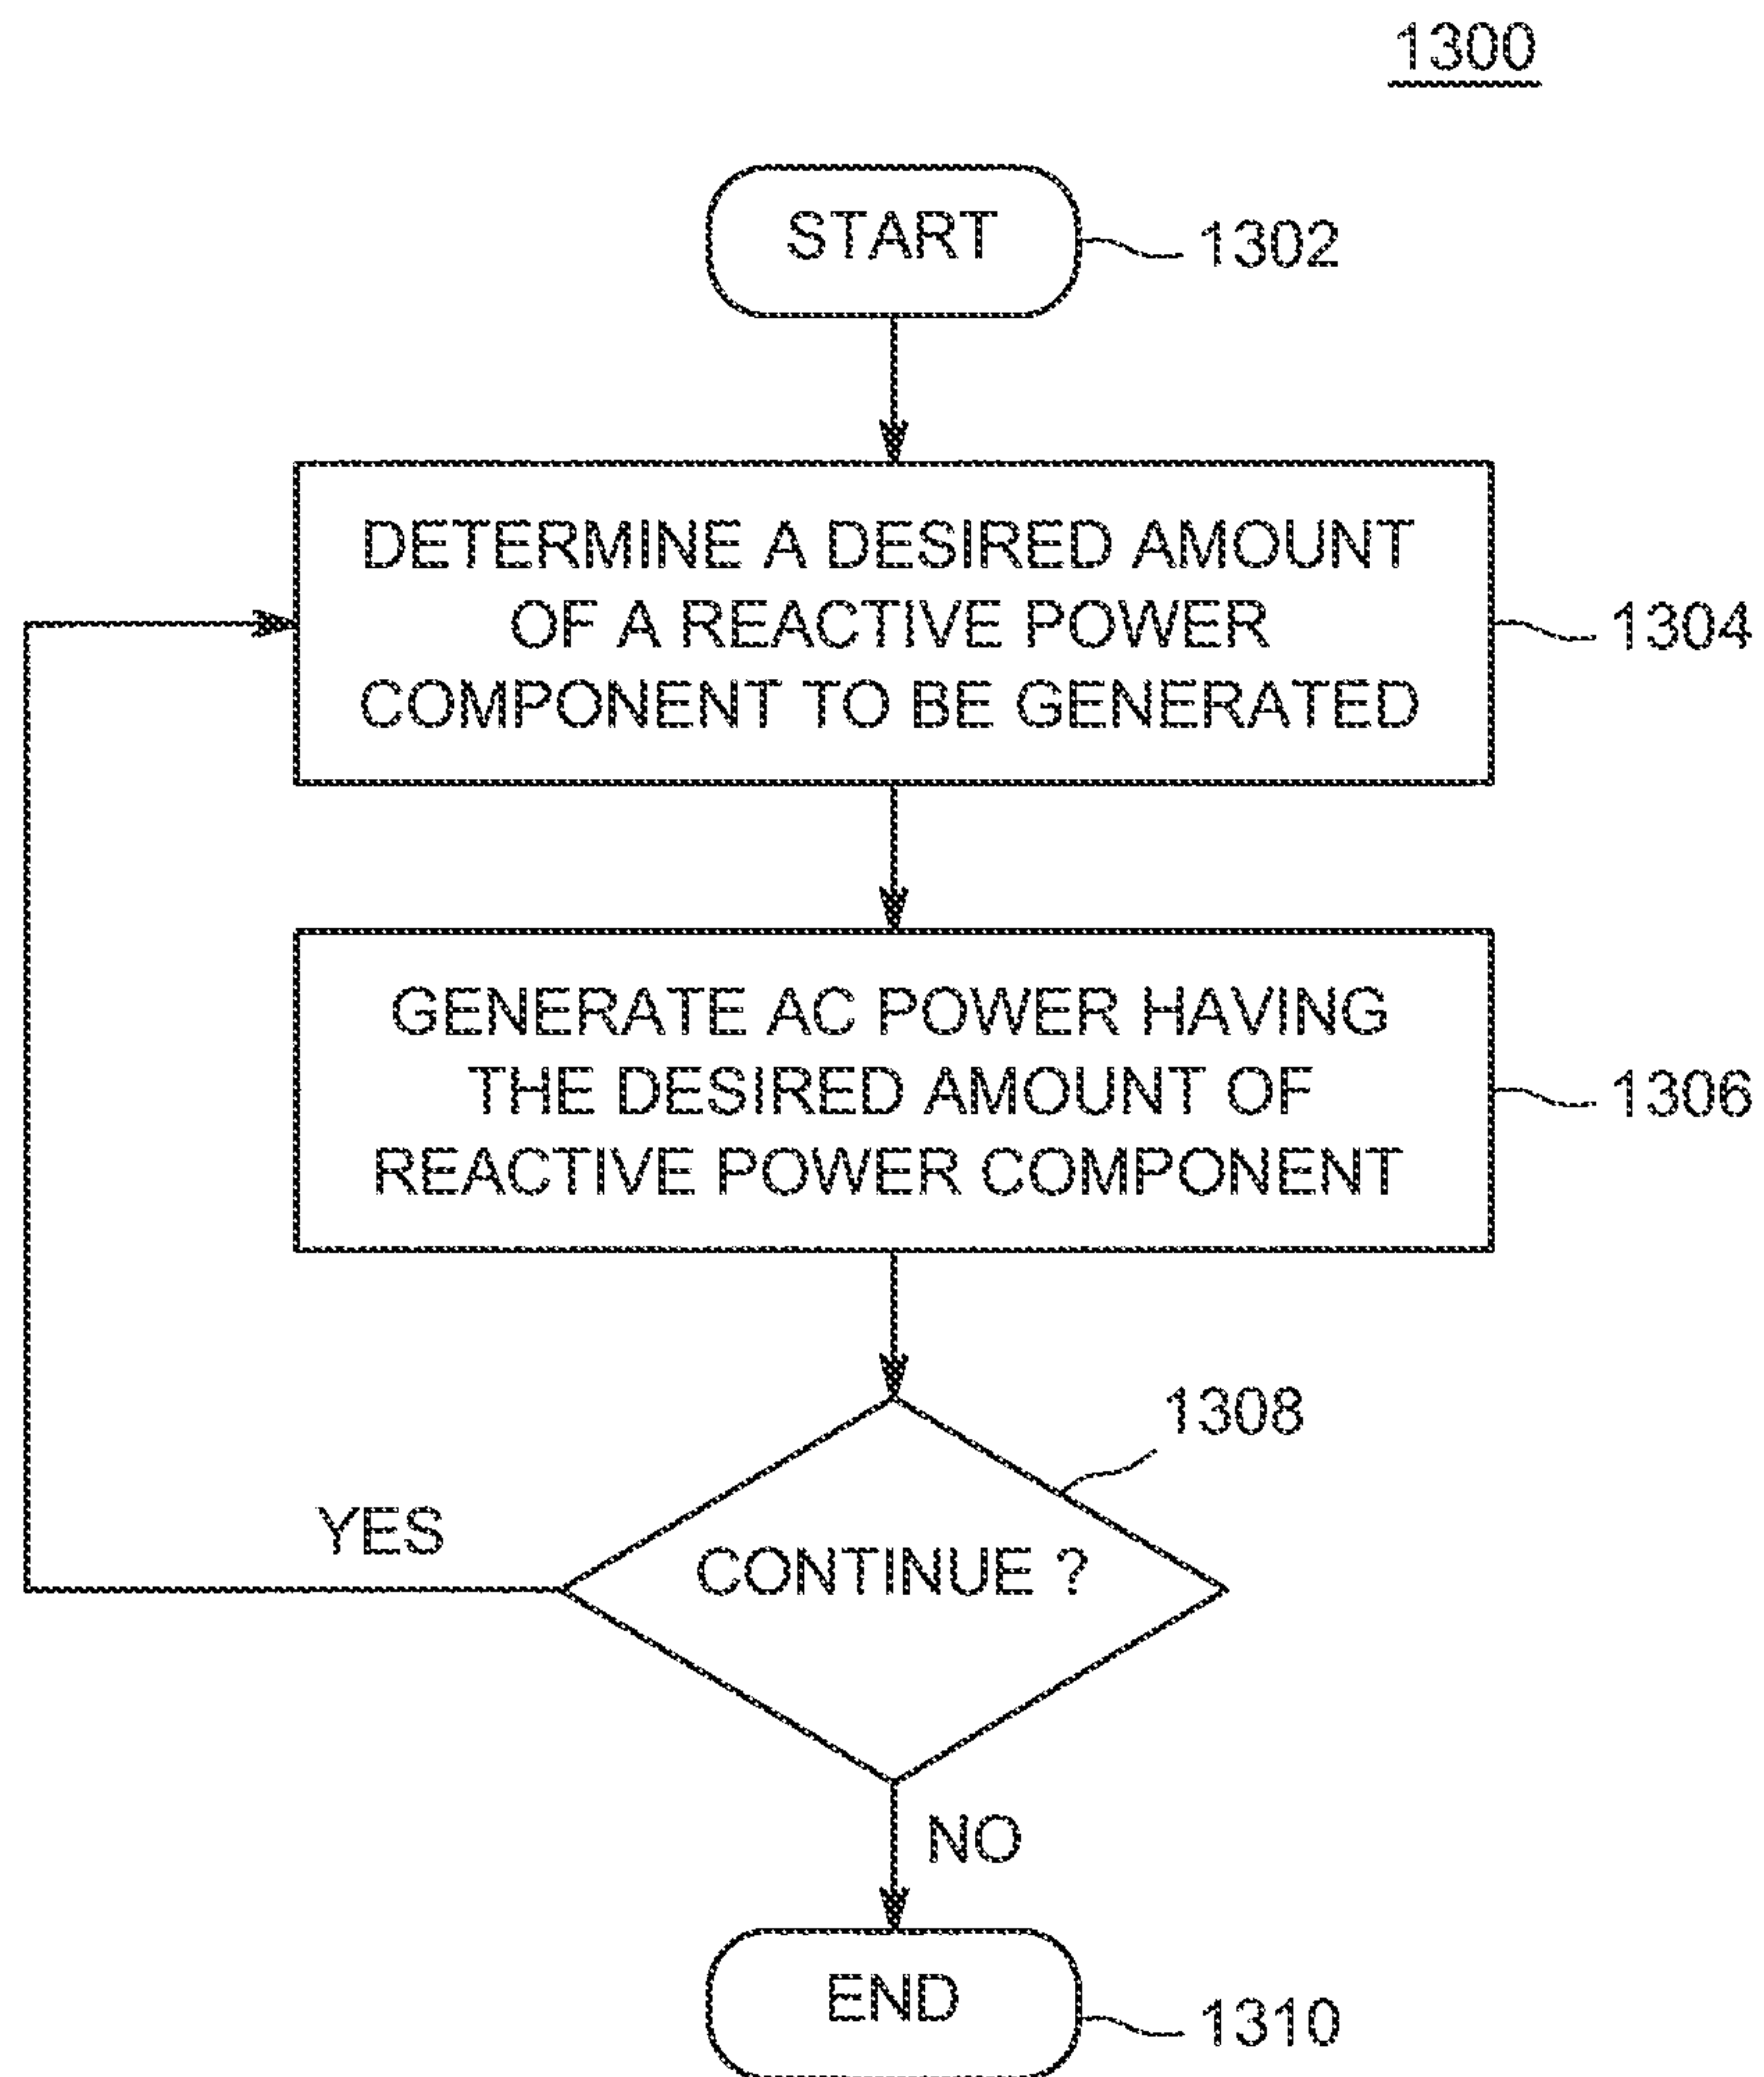 1300
START
1302
DETERMINE A DESIRED AMOUNT
OF A REACTIVE POWER
COMPONENT TO BE GENERATED
1304
GENERATE AC POWER HAVING
THE DESIRED AMOUNT OF
REACTIVE POWER COMPONENT
1306
1308
YES
CONTINUE ?
NO
END
1310